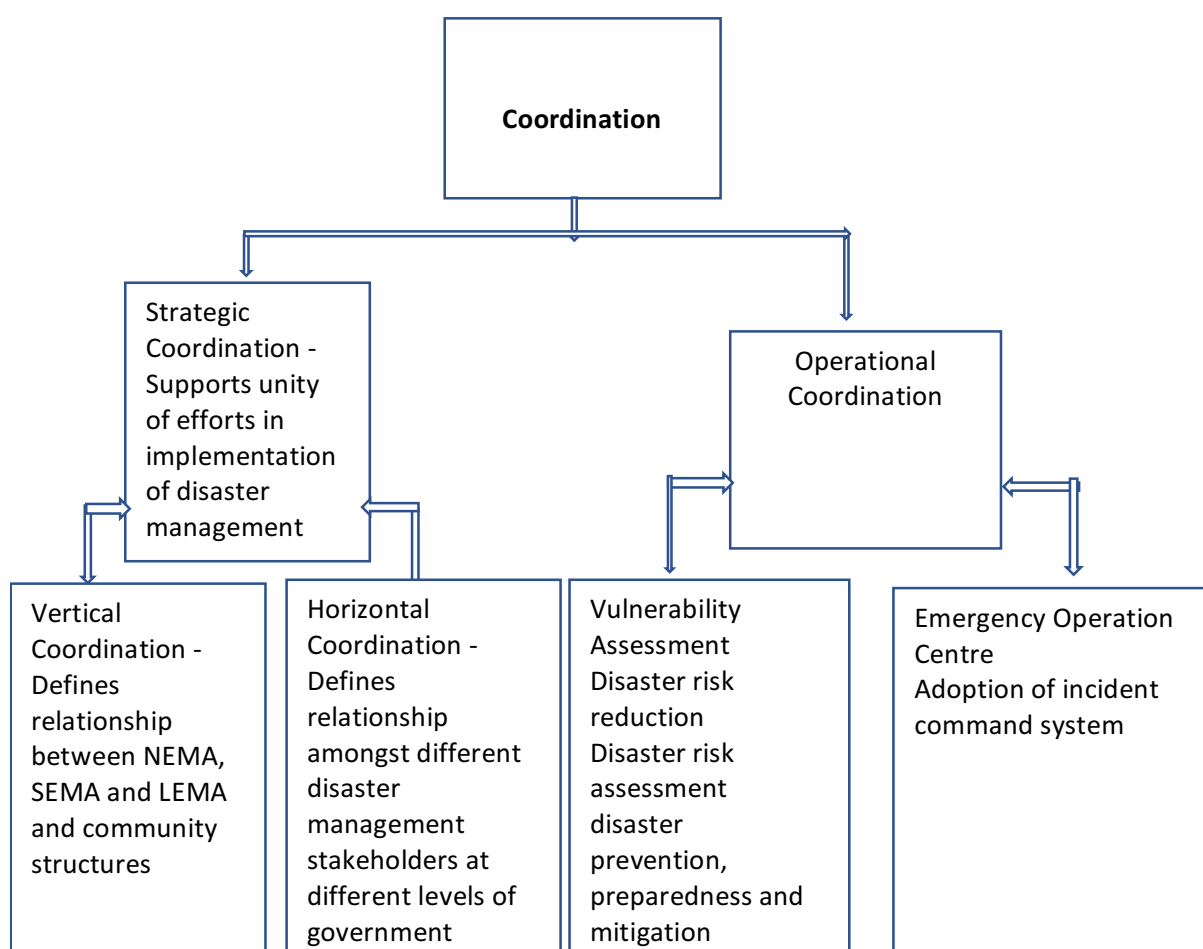 Coordination
Strategic
Coordination -
Supports unity
of efforts in
implementation
of disaster
management
Operational
Coordination
Vertical
Coordination -
Defines
relationship
between NEMA,
SEMA and LEMA
and community
structures
Horizontal
Coordination -
Defines
relationship
amongst different
disaster
management
stakeholders at
different levels of
government
Vulnerability
Assessment
Disaster risk
reduction
Disaster risk
assessment
disaster
prevention,
preparedness and
mitigation
Emergency Operation
Centre
Adoption of incident
command system